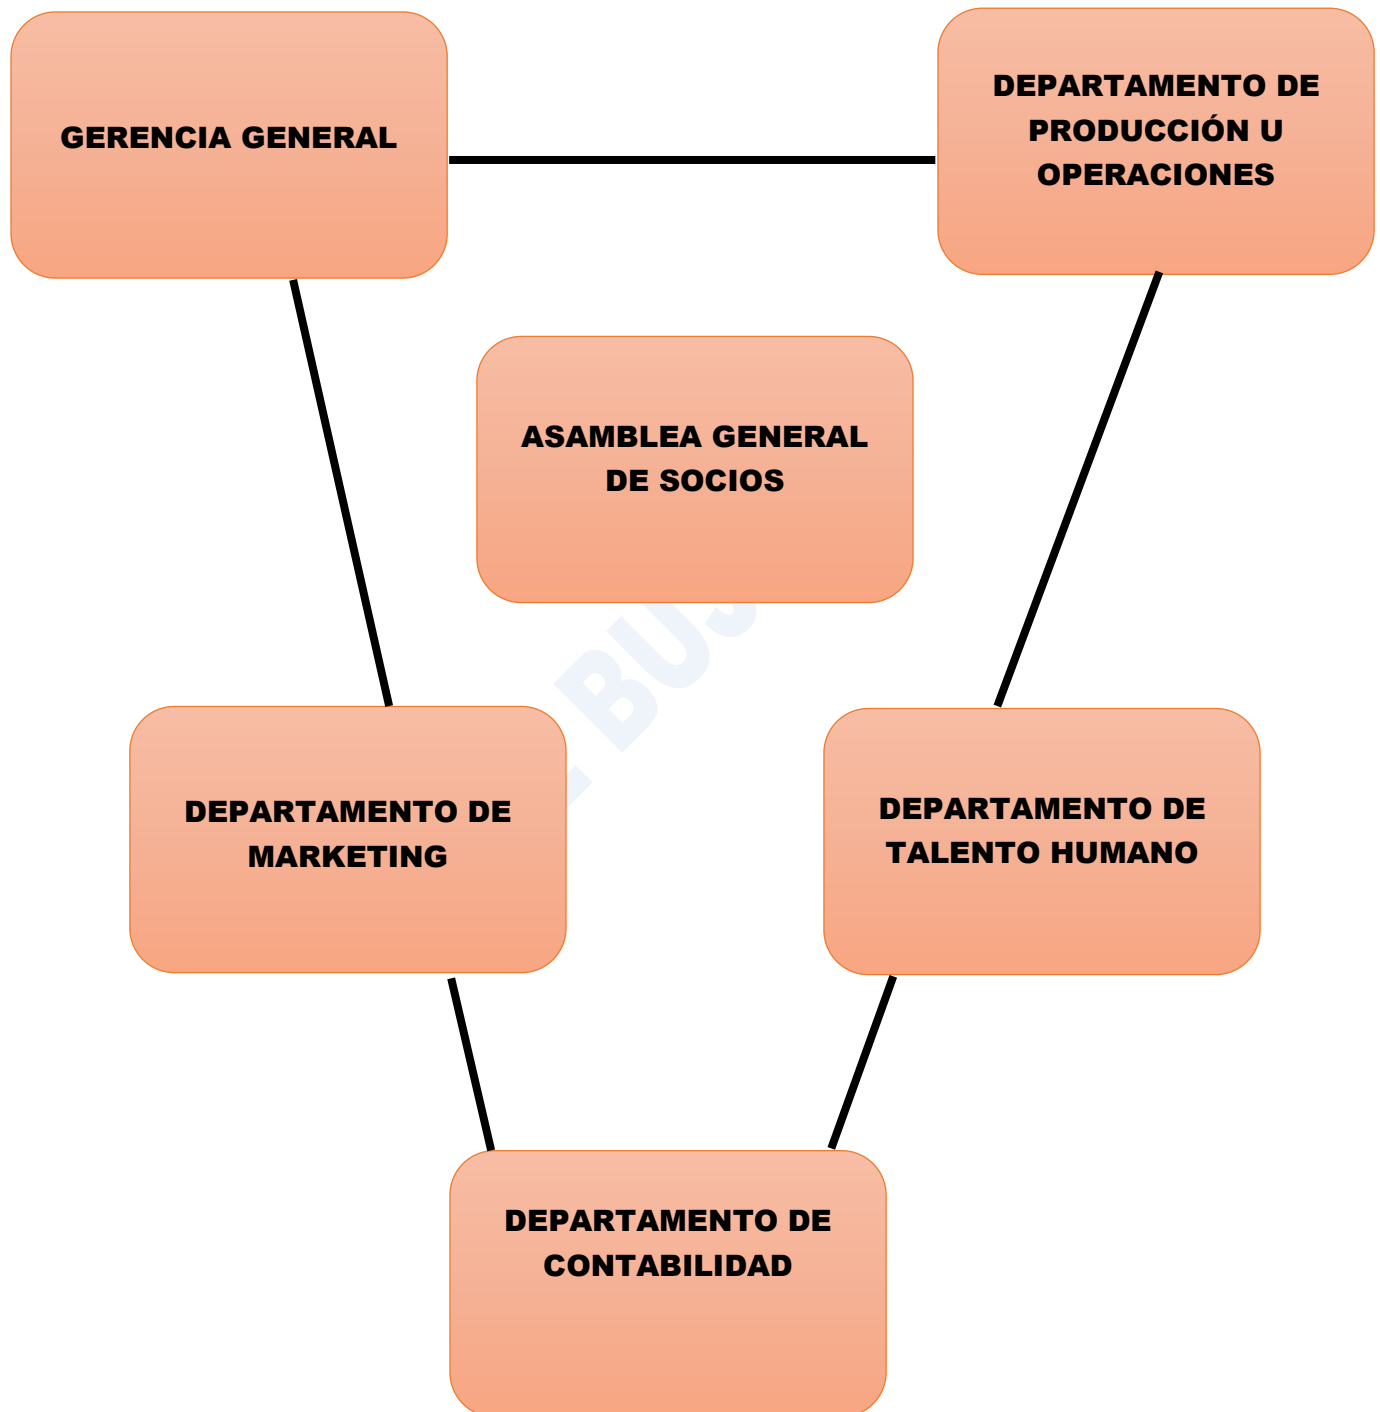 GERENCIA GENERAL
DEPARTAMENTO DE
PRODUCCIÓN U
OPERACIONES
ASAMBLEA GENERAL
DE SOCIOS
DEPARTAMENTO DE
MARKETING
DEPARTAMENTO DE
TALENTO HUMANO
DEPARTAMENTO DE
CONTABILIDAD